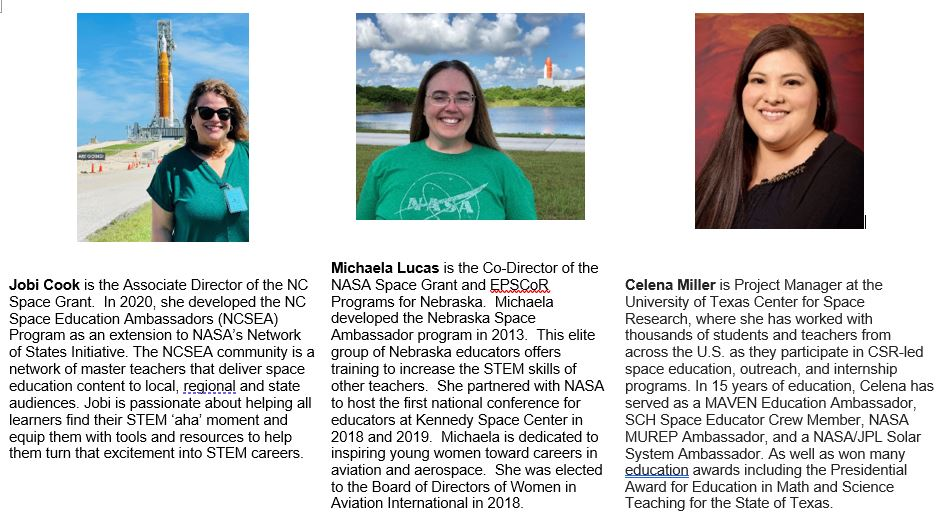 ARE GOING!
NASA
Jobi Cook is the Associate Director of the NC
Space Grant.  In 2020, she developed the NC
Space Education Ambassadors (NCSEA)
Program as an extension to NASA's Network
of States Initiative. The NCSEA community is a
network of master teachers that deliver space
education content to local, regional and state
audiences. Jobi is passionate about helping all
learners find their STEM 'aha' moment and
equip them with tools and resources to help
them turn that excitement into STEM careers.
Michaela Lucas is the Co-Director of the
NASA Space Grant and EPSCoR
Programs for Nebraska.  Michaela
developed the Nebraska Space
Ambassador program in 2013.  This elite
group of Nebraska educators offers
training to increase the STEM skills of
other teachers.  She partnered with NASA
to host the first national conference for
educators at Kennedy Space Center in
2018 and 2019.  Michaela is dedicated to
inspiring young women toward careers in
aviation and aerospace.  She was elected
to the Board of Directors of Women in
Aviation International in 2018.
Celena Miller is Project Manager at the
University of Texas Center for Space
Research, where she has worked with
thousands of students and teachers from
across the U.S. as they participate in CSR-led
space education, outreach, and internship
programs. In 15 years of education, Celena has
served as a MAVEN Education Ambassador,
SCH Space Educator Crew Member, NASA
MUREP Ambassador, and a NASA/JPL Solar
System Ambassador. As well as won many
education awards including the Presidential
Award for Education in Math and Science
Teaching for the State of Texas.